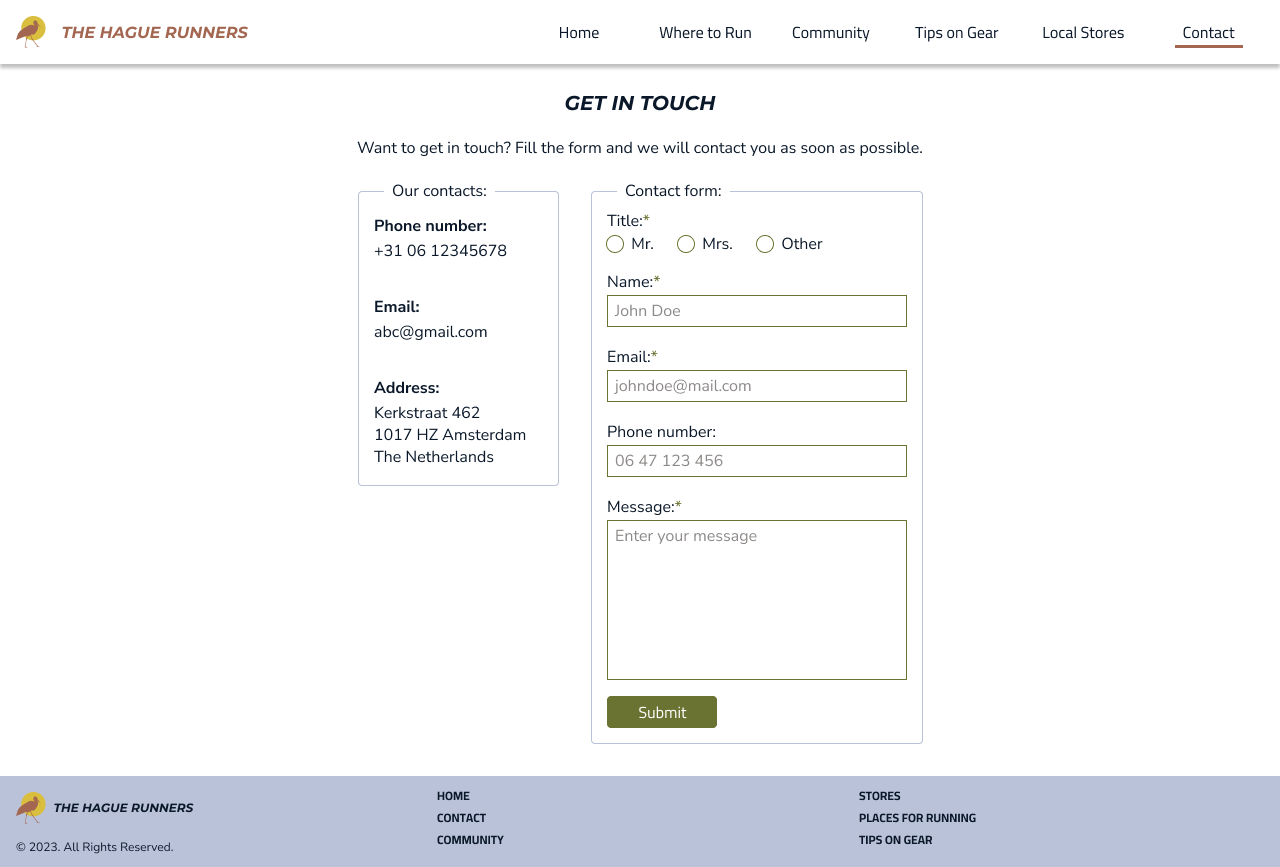 THE HAGUE RUNNERS
Home
Where to Run
Community
Tips on Gear
Local Stores
Contact
GET IN TOUCH
Want to get in touch? Fill the form and we will contact you as soon as possible.
Our contacts:
Phone number:
+31 06 12345678
Email:
abc@gmail.com
Address:
Kerkstraat 462
1017 HZ Amsterdam
The Netherlands
Contact form:
Title:*
Mr.
Mrs.
Other
Name:*
John Doe
Email:*
johndoe@mail.com
Phone number:
06 47 123 456
Message:*
Enter your message
Submit
THE HAGUE RUNNERS
© 2023. All Rights Reserved.
HOME
CONTACT
COMMUNITY
STORES
PLACES FOR RUNNING
TIPS ON GEAR